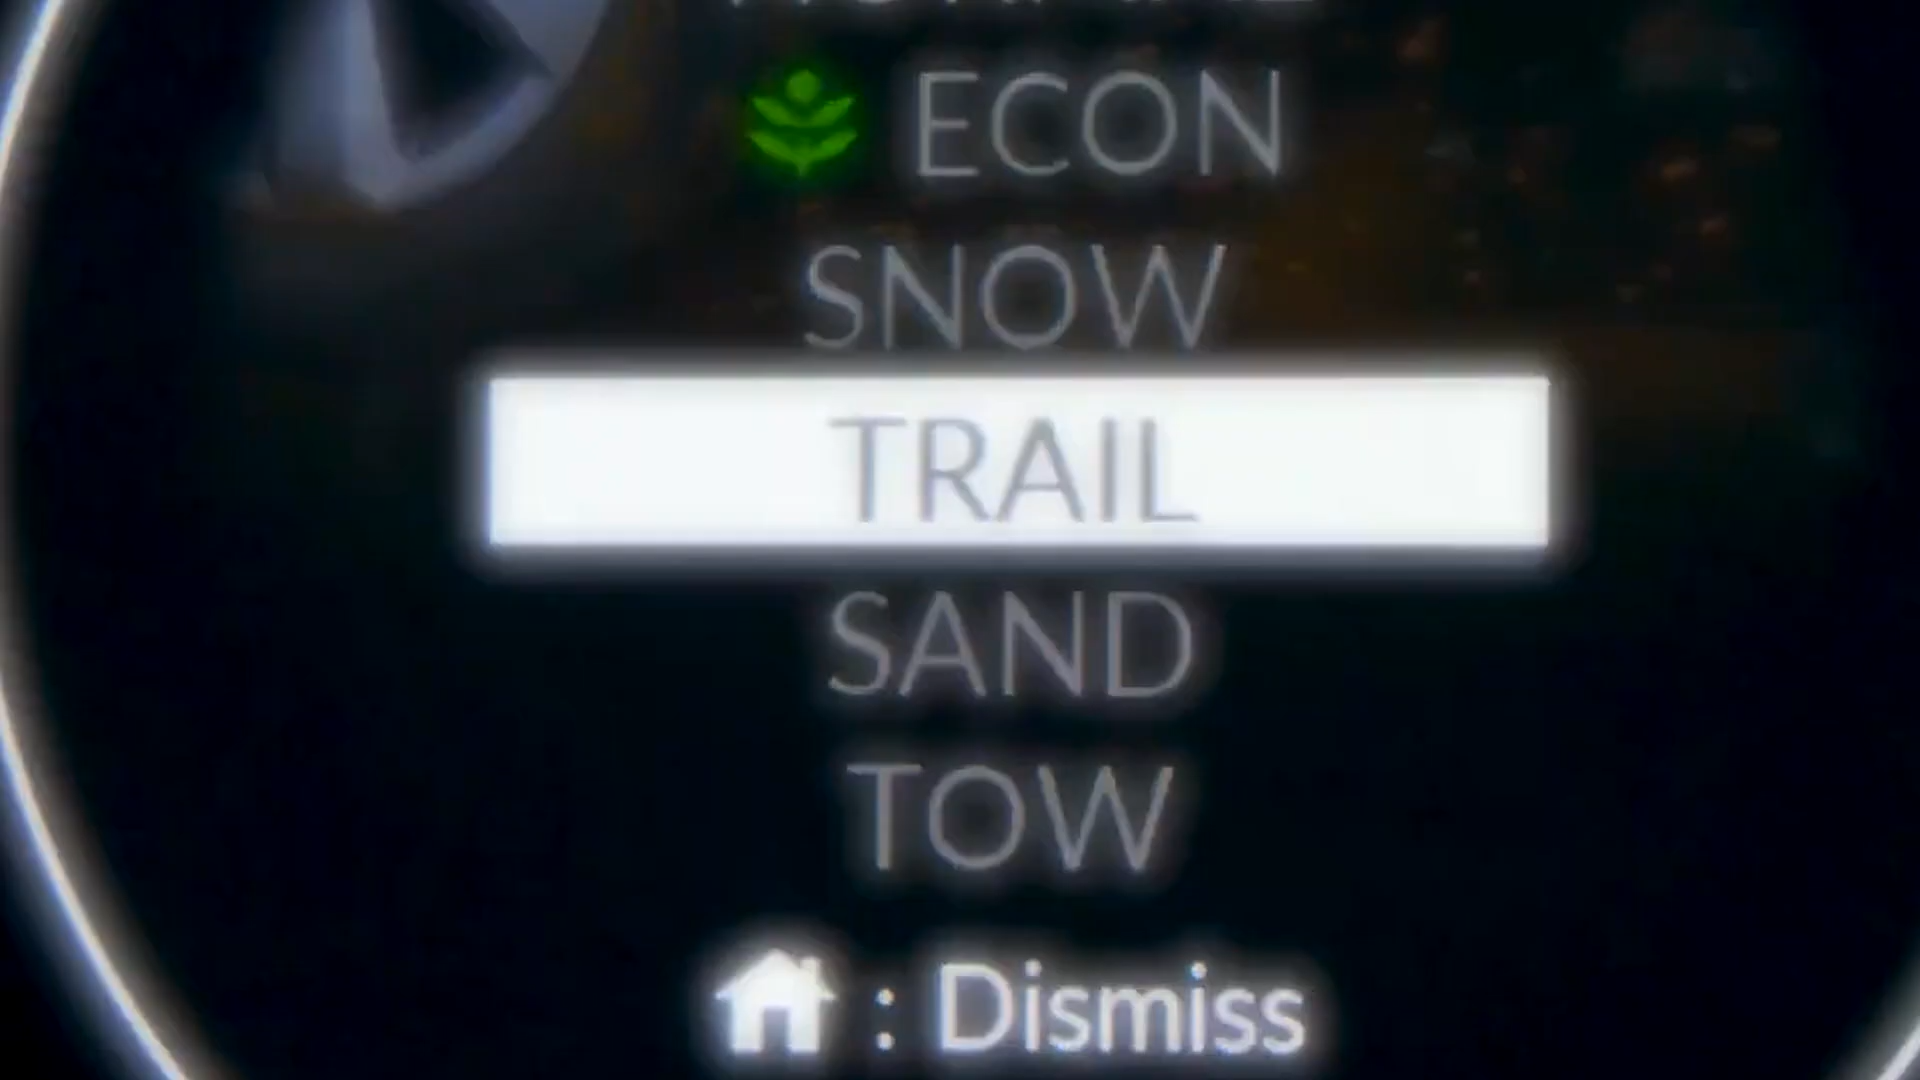 ECON
SNOW
TRAIL
SAND
TOW
: Dismiss